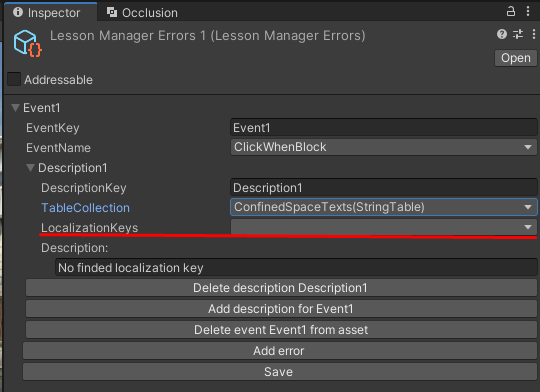 Inspector Occlusion
Lesson Manager Errors 1 (Lesson Manager Errors)
Open
Addressable
Event1
EventKey Event1
EventName ClickWhenBlock
Description1
DescriptionKey Description1
TableCollection ConfinedSpaceTexts(StringTable)
LocalizationKeys
Description:
No finded localization key
Delete description Description1
Add description for Event1
Delete event Event1 from asset
Add error
Save